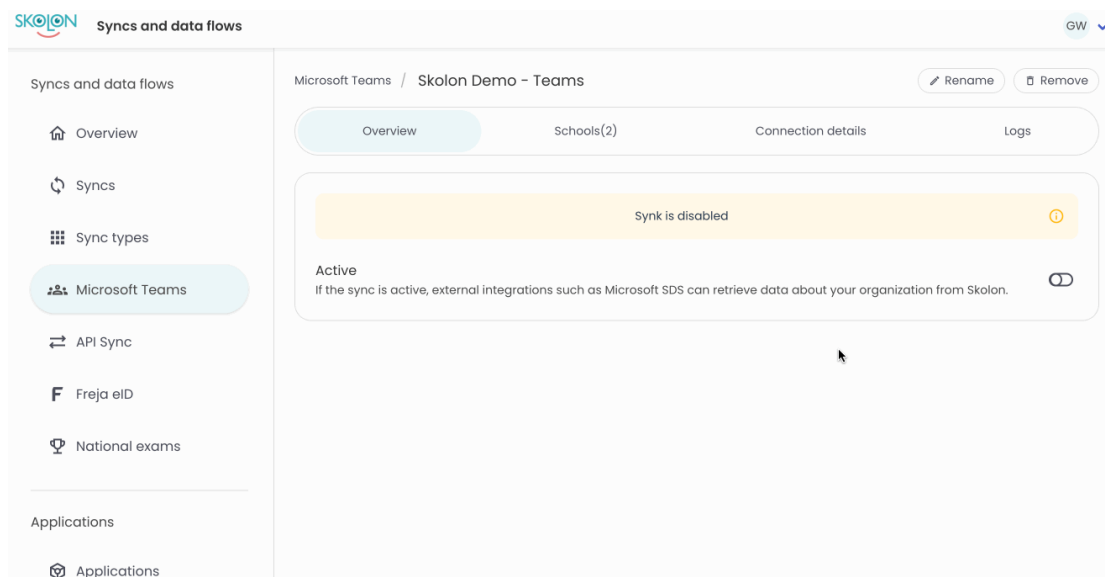 SKOLON Syncs and data flows GW
Syncs and data flows
Overview
Syncs
Sync types
Microsoft Teams
API Sync
Freja eID
National exams
Applications
Applications
Microsoft Teams / Skolon Demo - Teams
Rename Remove
Overview Schools(2) Connection details Logs
Synk is disabled
Active
If the sync is active, external integrations such as Microsoft SDS can retrieve data about your organization from Skolon.